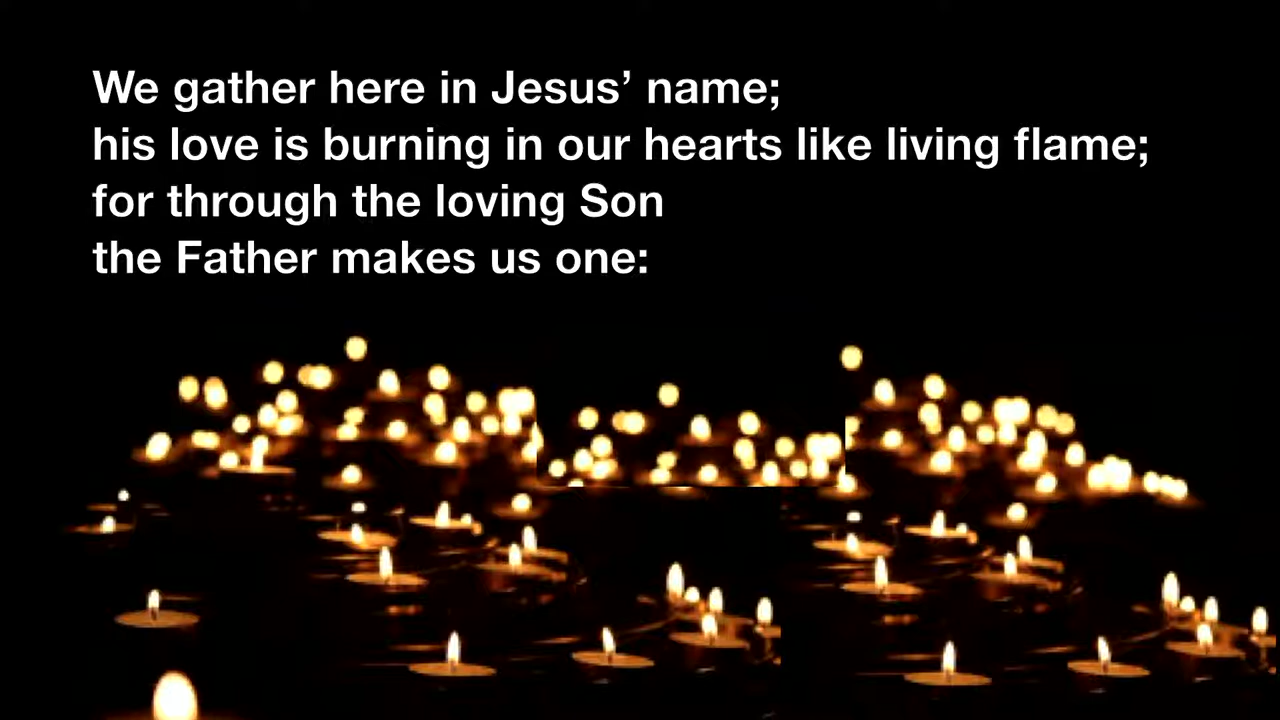 We gather here in Jesus’ name;
his love is burning in our hearts like living flame;
for through the loving Son
the Father makes us one: